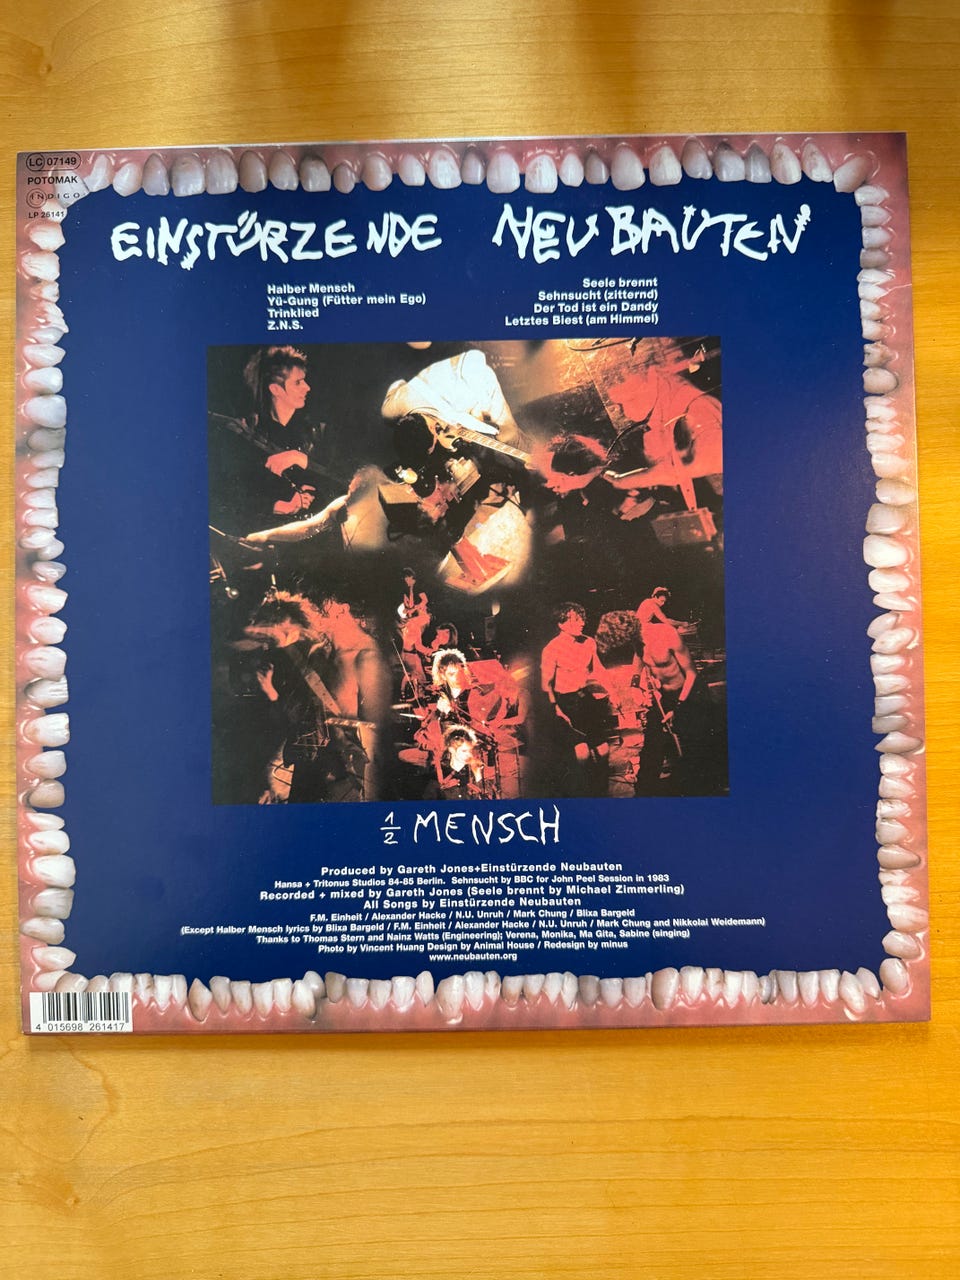 LC 07149
POTOMAK
INDIGO
LP 26141
EINSTÜRZENDE NEUBAUTEN
Halber Mensch
Yü-Gung (Fütter mein Ego)
Trinklied
Z.N.S.
Seele brennt
Sehnsucht (zitternd)
Der Tod ist ein Dandy
Letztes Biest (am Himmel)
½ MENSCH
Produced by Gareth Jones+Einstürzende Neubauten
Hansa + Tritonus Studios 84-85 Berlin. Sehnsucht by BBC for John Peel Session in 1983
Recorded + mixed by Gareth Jones (Seele brennt by Michael Zimmerling)
All Songs by Einstürzende Neubauten
F.M. Einheit / Alexander Hacke / N.U. Unruh / Mark Chung / Blixa Bargeld
(Except Halber Mensch lyrics by Blixa Bargeld / F.M. Einheit / Alexander Hacke / N.U. Unruh / Mark Chung and Nikkolai Weidemann)
Thanks to Thomas Stern and Nainz Watts (Engineering); Verena, Monika, Ma Gita, Sabine (singing)
Photo by Vincent Huang Design by Animal House / Redesign by minus
www.neubauten.org
4 015698 261417